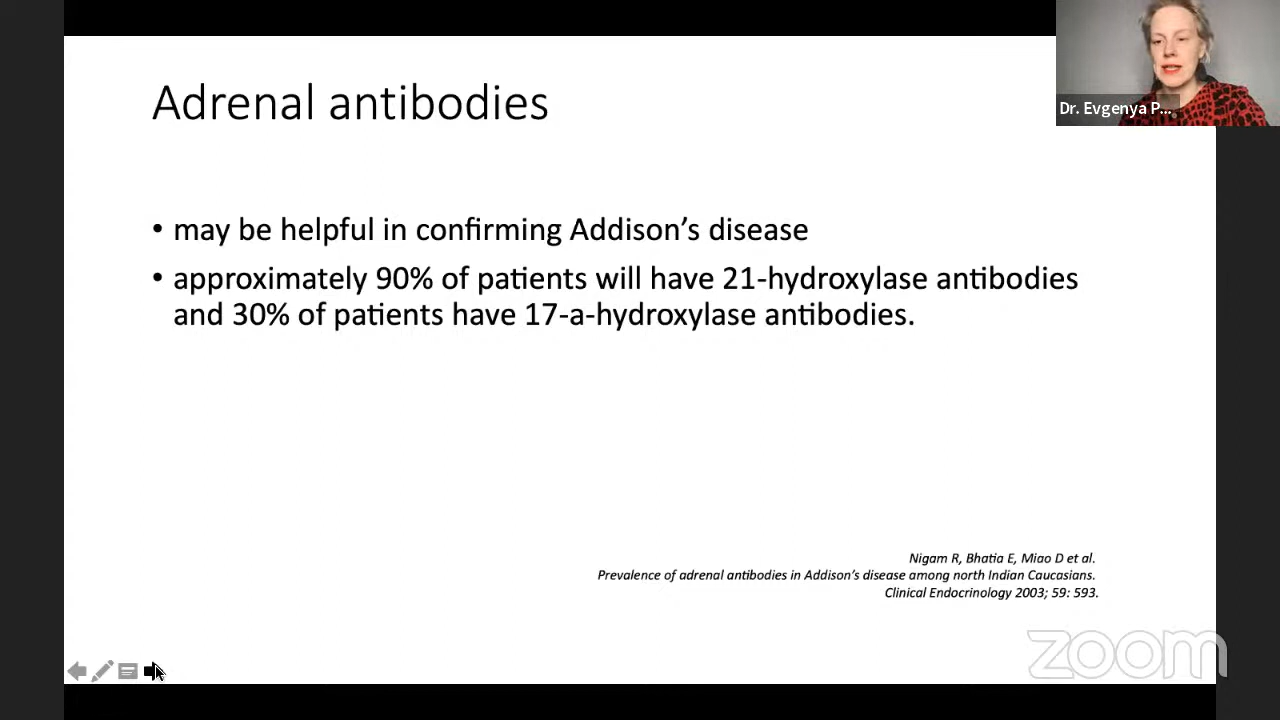 Adrenal antibodies
Dr. Evgenya P...
• may be helpful in confirming Addison’s disease
• approximately 90% of patients will have 21-hydroxylase antibodies
and 30% of patients have 17-a-hydroxylase antibodies.
Nigam R, Bhatia E, Miao D et al.
Prevalence of adrenal antibodies in Addison’s disease among north Indian Caucasians.
Clinical Endocrinology 2003; 59: 593.
zoom